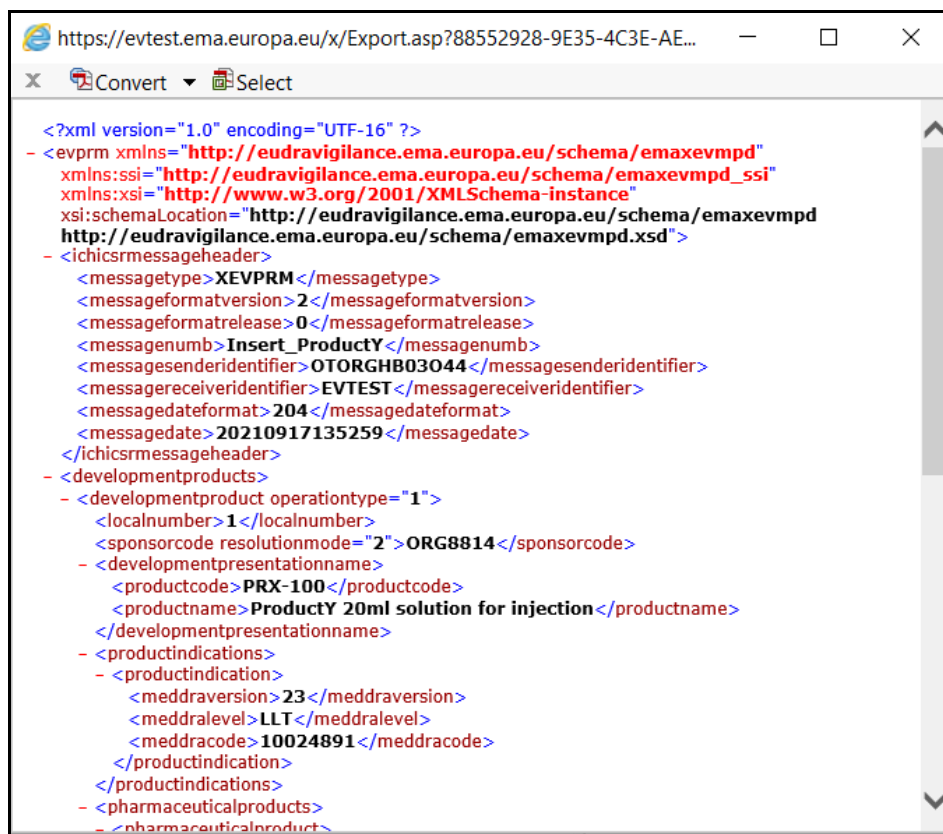 https://evtest.ema.europa.eu/x/Export.asp?88552928-9E35-4C3E-AE...
x Convert Select
<?xml version="1.0" encoding="UTF-16" ?>
- <evprm xmlns="http://eudravigilance.ema.europa.eu/schema/emaxevmpd"
xmlns:ssi="http://eudravigilance.ema.europa.eu/schema/emaxevmpd_ssi"
xmlns:xsi="http://www.w3.org/2001/XMLSchema-instance"
xsi:schemaLocation="http://eudravigilance.ema.europa.eu/schema/emaxevmpd
http://eudravigilance.ema.europa.eu/schema/emaxevmpd.xsd">
- <ichicsrmessageheader>
<messagetype>XEVPRM</messagetype>
<messageformatversion>2</messageformatversion>
<messageformatrelease>0</messageformatrelease>
<messagenumb>Insert_ProductY</messagenumb>
<messagesenderidentifier>OTORGHB03O44</messagesenderidentifier>
<messagereceiveridentifier>EVTEST</messagereceiveridentifier>
<messagedateformat>204</messagedateformat>
<messagedate>20210917135259</messagedate>
</ichicsrmessageheader>
- <developmentproducts>
- <developmentproduct operationtype="1">
<localnumber>1</localnumber>
<sponsorcode resolutionmode="2">ORG8814</sponsorcode>
- <developmentpresentationname>
<productcode>PRX-100</productcode>
<productname>ProductY 20ml solution for injection</productname>
</developmentpresentationname>
- <productindications>
- <productindication>
<meddraversion>23</meddraversion>
<meddralevel>LLT</meddralevel>
<meddracode>10024891</meddracode>
</productindication>
</productindications>
- <pharmaceuticalproducts>
- <pharmaceuticalproduct>